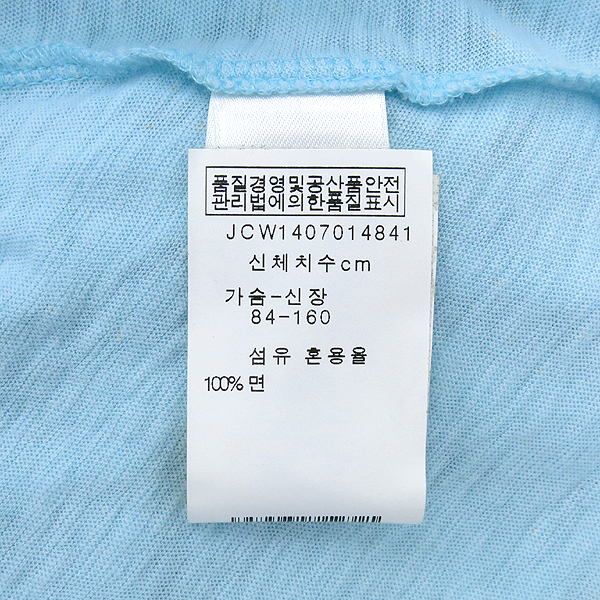 품질경영및공산품안전
관리법에의한품질표시
JCW1407014841
신체치수cm
가슴-신장
84-160
섬유 혼용율
100% 면